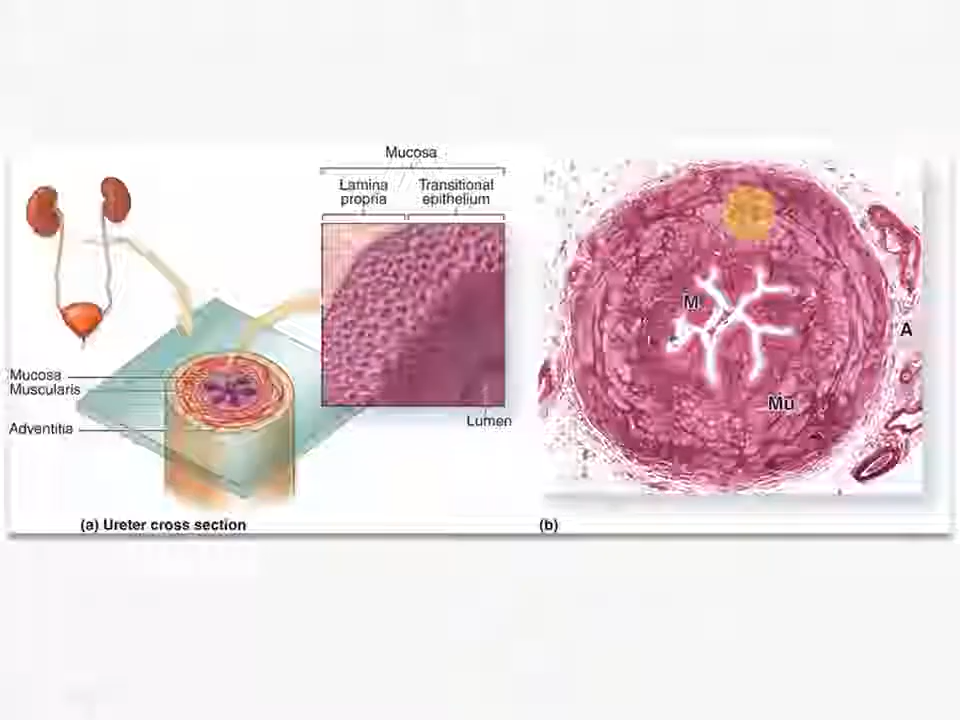 Mucosa
Lamina
propria
Transitional
epithelium
Mucosa
Muscularis
Adventitia
Lumen
(a) Ureter cross section
M
A
Mu
(b)